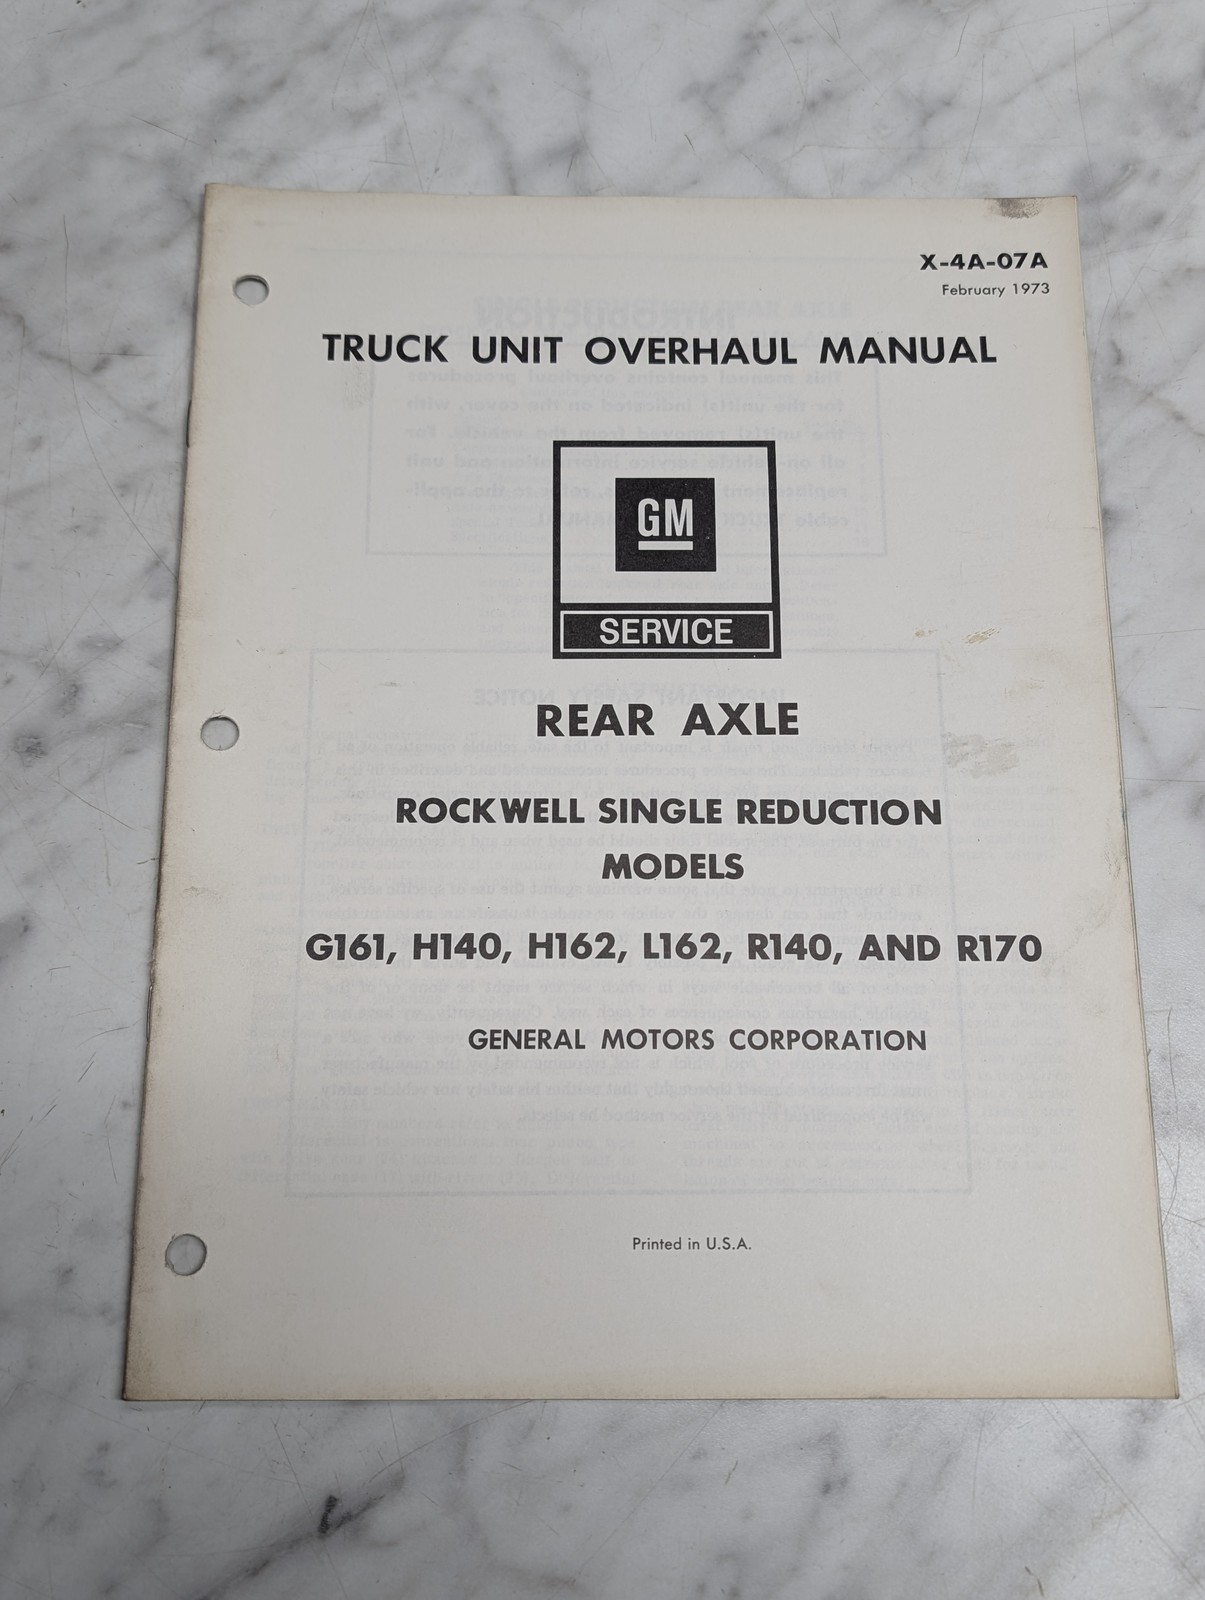 X-4A-07A
February 1973
TRUCK UNIT OVERHAUL MANUAL
GM
SERVICE
REAR AXLE
ROCKWELL SINGLE REDUCTION
MODELS
G161, H140, H162, L162, R140, AND R170
GENERAL MOTORS CORPORATION
Printed in U.S.A.